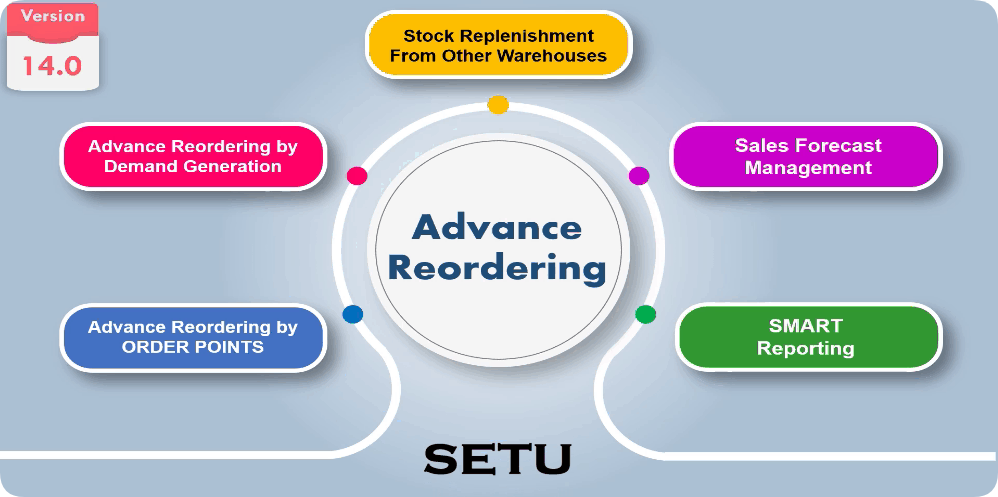 Version
14.0
Stock Replenishment
From Other Warehouses
Advance Reordering by
Demand Generation
Sales Forecast
Management
Advance
Reordering
Advance Reordering by
ORDER POINTS
SMART
Reporting
SETU